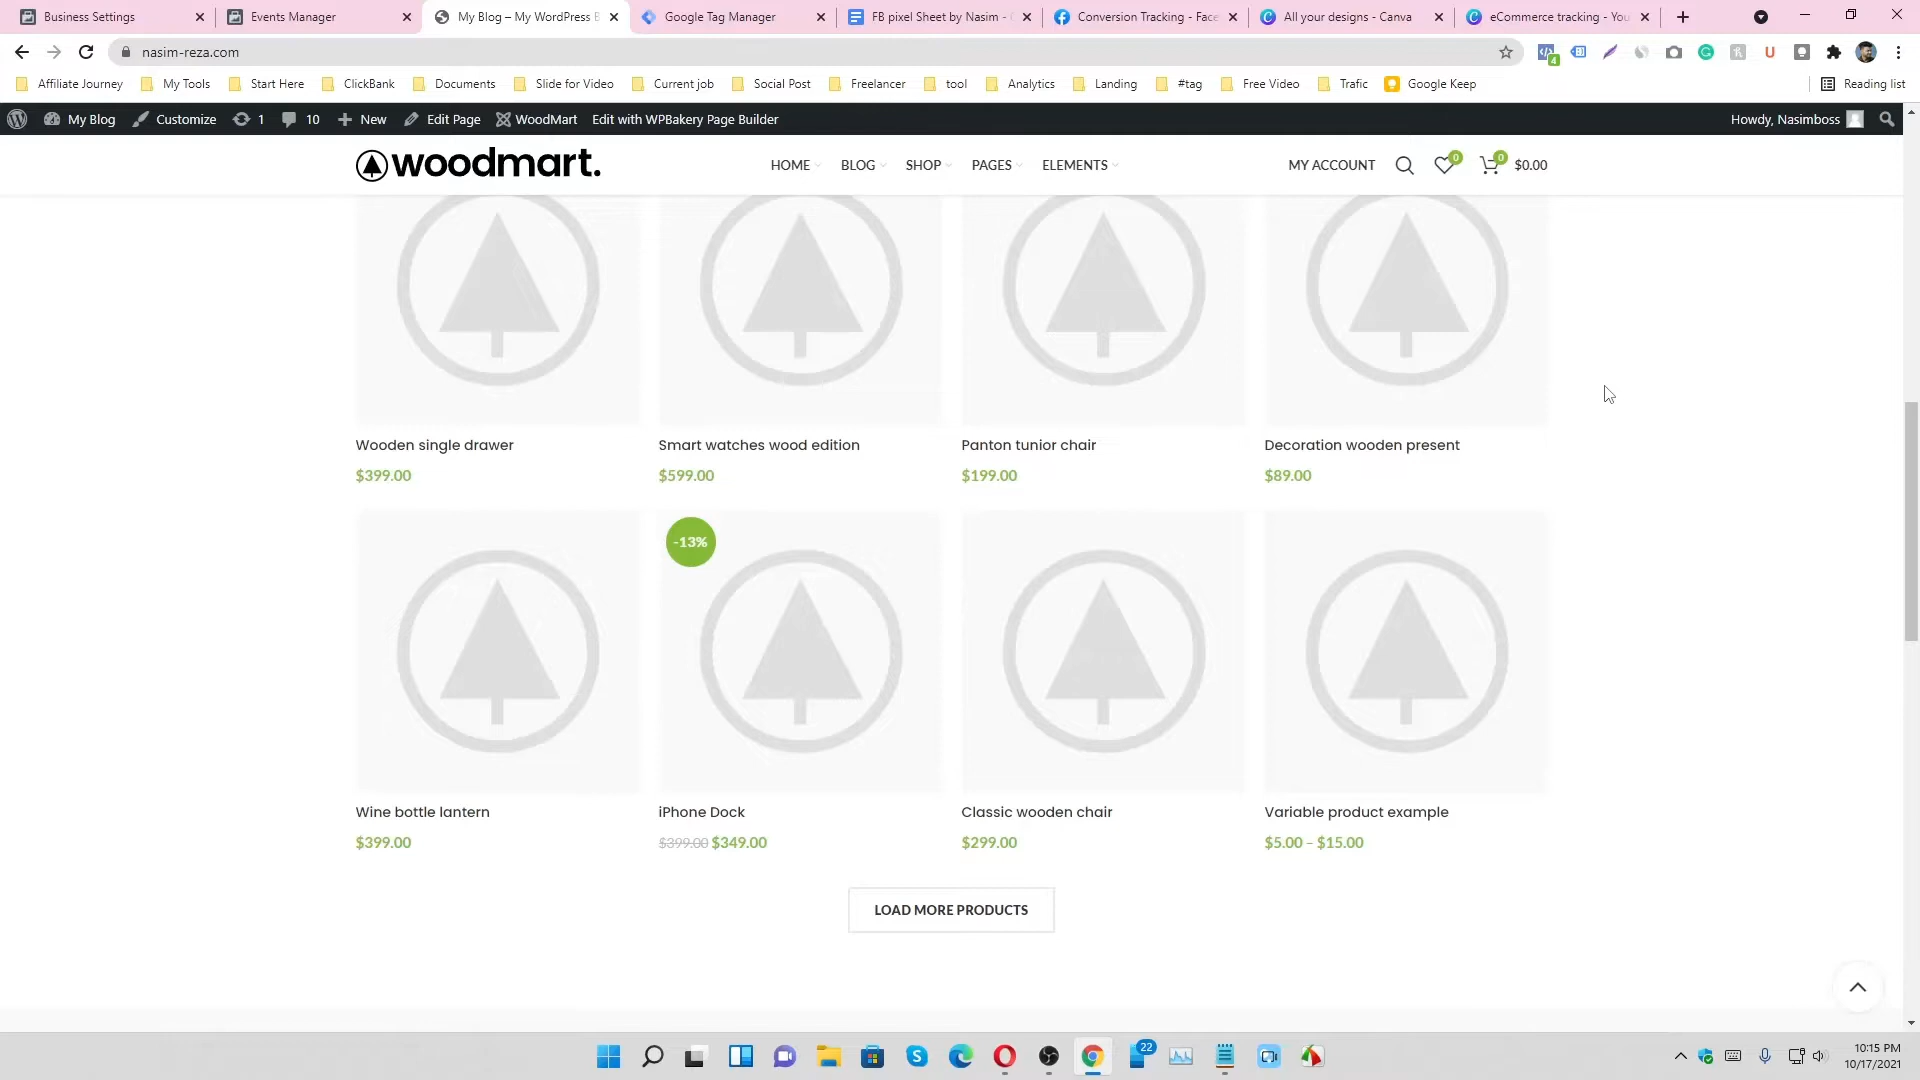 Business Settings
Events Manager
My Blog – My WordPress B
Google Tag Manager
FB pixel Sheet by Nasim -
Conversion Tracking - Face
All your designs - Canva
eCommerce tracking - You
nasim-reza.com
4
Affiliate Journey
My Tools
Start Here
ClickBank
Documents
Slide for Video
Current job
Social Post
Freelancer
tool
Analytics
Landing
#tag
Free Video
Trafic
Google Keep
Reading list
My Blog
Customize
1
10
New
Edit Page
WoodMart
Edit with WPBakery Page Builder
Howdy, Nasimboss
woodmart.
HOME
BLOG
SHOP
PAGES
ELEMENTS
MY ACCOUNT
0
0
$0.00
Wooden single drawer
Smart watches wood edition
Panton tunior chair
Decoration wooden present
$399.00
$599.00
$199.00
$89.00
-13%
Wine bottle lantern
iPhone Dock
Classic wooden chair
Variable product example
$399.00
$399.00 $349.00
$299.00
$5.00 – $15.00
LOAD MORE PRODUCTS
22
10:15 PM
10/17/2021